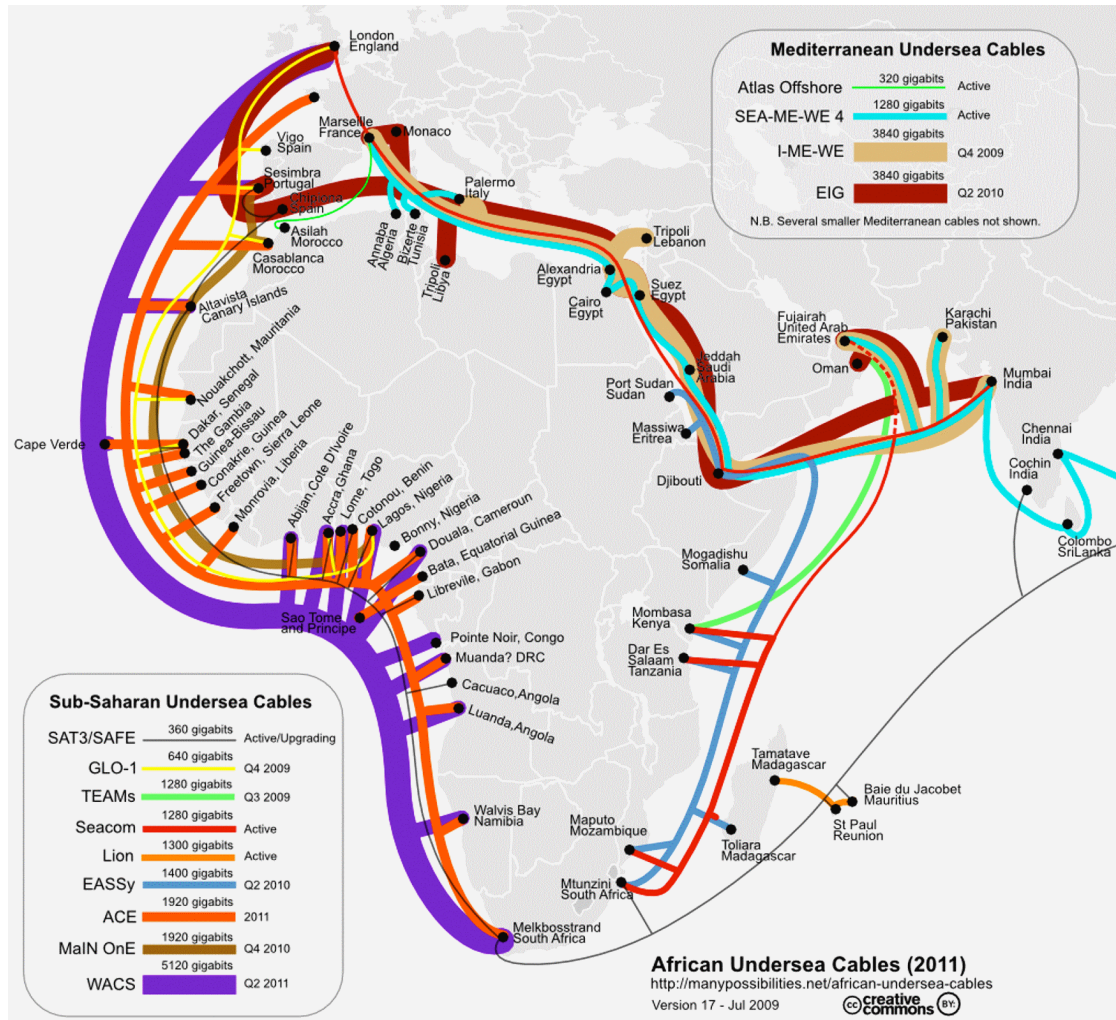 London
England
Marseille
France
Monaco
Vigo
Spain
Sesimbra
Portugal
Chipiona
Spain
Asilah
Morocco
Casablanca
Morocco
Annaba
Algeria
Bizerte
Tunisia
Palermo
Italy
Tripoli
Libya
Tripoli
Lebanon
Alexandria
Egypt
Cairo
Egypt
Suez
Egypt
Altavista
Canary Islands
Jeddah
Saudi
Arabia
Port Sudan
Sudan
Massiwa
Eritrea
Djibouti
Fujairah
United Arab
Emirates
Oman
Karachi
Pakistan
Mumbai
India
Chennai
India
Cochin
India
Colombo
SriLanka
Nouakchott, Mauritania
Cape Verde
Dakar, Senegal
The Gambia
Guinea-Bissau
Conakrie, Guinea
Freetown, Sierra Leone
Monrovia, Liberia
Abijan,Cote D'Ivoire
Accra,Ghana
Lome, Togo
Cotonou, Benin
Lagos, Nigeria
Bonny, Nigeria
Douala, Cameroun
Bata, Equatorial Guinea
Libreville, Gabon
Sao Tome
and Principe
Pointe Noir, Congo
Muanda? DRC
Cacuaco,Angola
Luanda,Angola
Walvis Bay
Namibia
Melkbosstrand
South Africa
Mogadishu
Somalia
Mombasa
Kenya
Dar Es
Salaam
Tanzania
Maputo
Mozambique
Mtunzini
South Africa
Toliara
Madagascar
Tamatave
Madagascar
Baie du Jacobet
Mauritius
St Paul
Reunion
Mediterranean Undersea Cables
Atlas Offshore 320 gigabits Active
SEA-ME-WE 4 1280 gigabits Active
I-ME-WE 3840 gigabits Q4 2009
EIG 3840 gigabits Q2 2010
N.B. Several smaller Mediterranean cables not shown.
Sub-Saharan Undersea Cables
SAT3/SAFE 360 gigabits Active/Upgrading
GLO-1 640 gigabits Q4 2009
TEAMs 1280 gigabits Q3 2009
Seacom 1280 gigabits Active
Lion 1300 gigabits Active
EASSy 1400 gigabits Q2 2010
ACE 1920 gigabits 2011
MaIN OnE 1920 gigabits Q4 2010
WACS 5120 gigabits Q2 2011
African Undersea Cables (2011)
http://manypossibilities.net/african-undersea-cables
Version 17 - Jul 2009
cc creative commons BY: